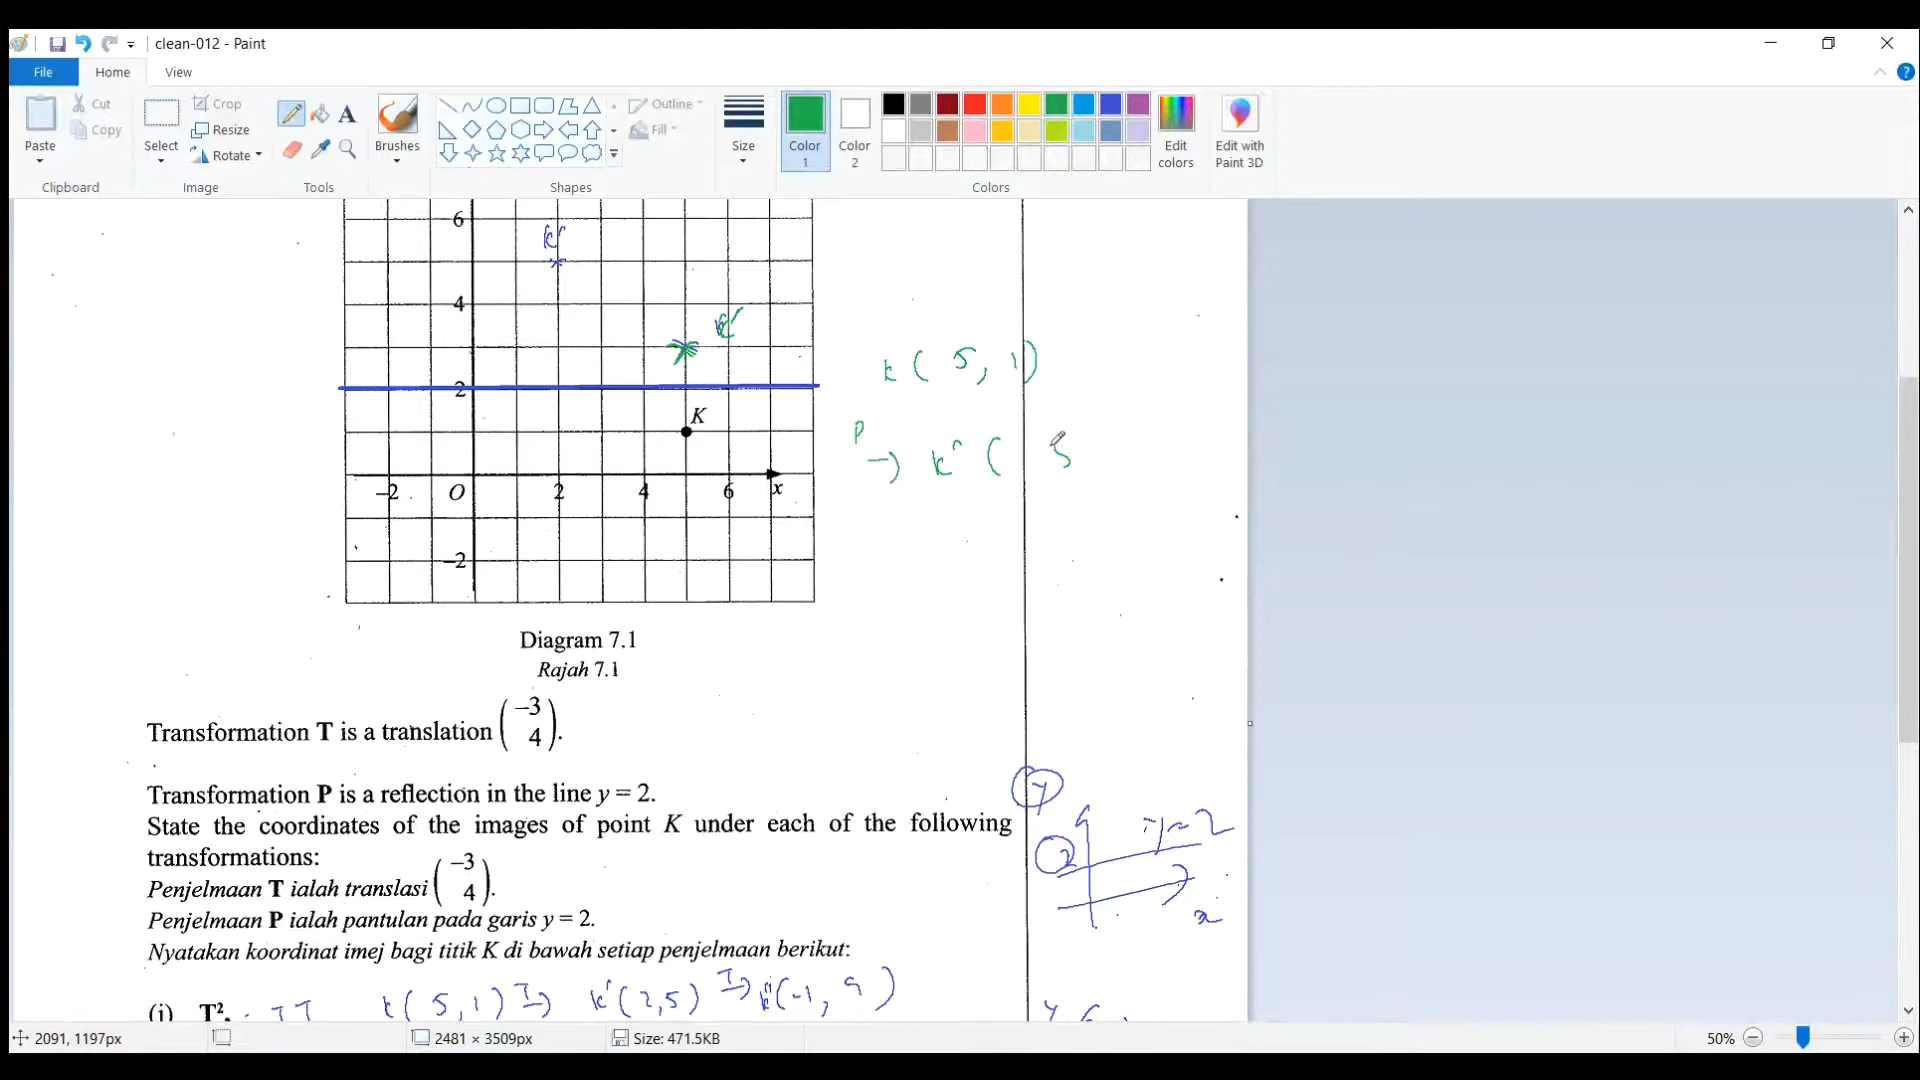 clean-012 - Paint
File Home View
Paste Cut Copy Clipboard
Select Crop Resize Rotate Image
Tools
Brushes
Outline Fill Shapes
Size
Color 1 Color 2 Colors
Edit colors
Edit with Paint 3D
6
k'
4
k'
k ( 5, 1)
2
K
P → k' ( 5
-2 O 2 4 6 x
-2
Diagram 7.1
Rajah 7.1
Transformation T is a translation (-3 4).
Transformation P is a reflection in the line y = 2.
y
State the coordinates of the images of point K under each of the following
transformations:
y = 2
2
Penjelmaan T ialah translasi (-3 4).
x
Penjelmaan P ialah pantulan pada garis y = 2.
Nyatakan koordinat imej bagi titik K di bawah setiap penjelmaan berikut:
(i) T², TT k( 5, 1) T→ k'(2,5) T→ k"(-1, 9)
2091, 1197px
2481 × 3509px
Size: 471.5KB
50%